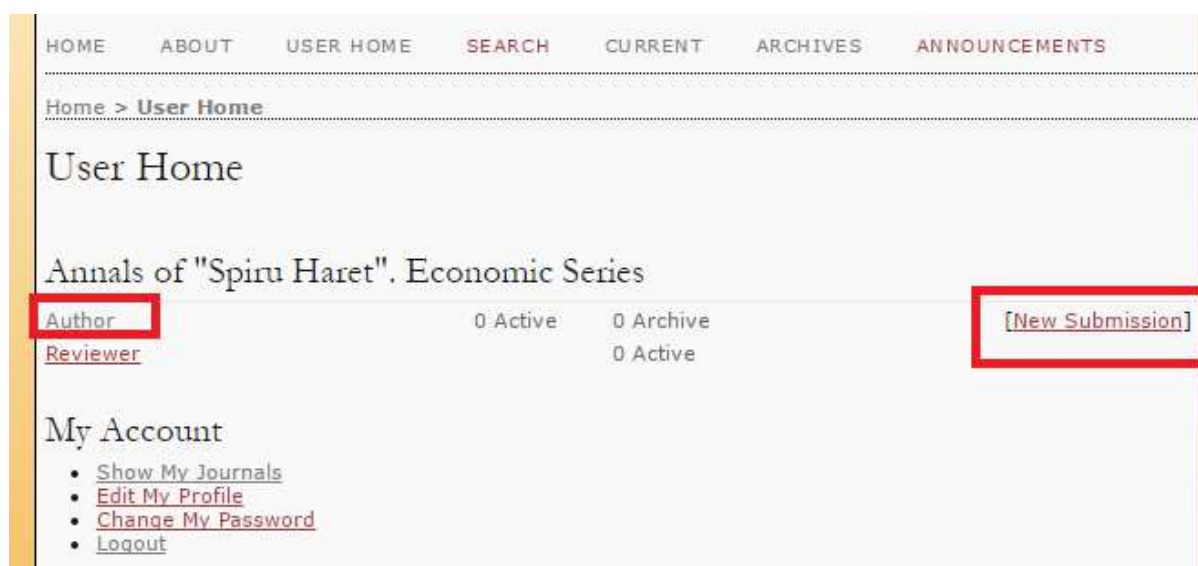 HOME ABOUT USER HOME SEARCH CURRENT ARCHIVES ANNOUNCEMENTS
Home > User Home
User Home
Annals of "Spiru Haret". Economic Series
Author 0 Active 0 Archive [New Submission]
Reviewer 0 Active
My Account
• Show My Journals
• Edit My Profile
• Change My Password
• Logout